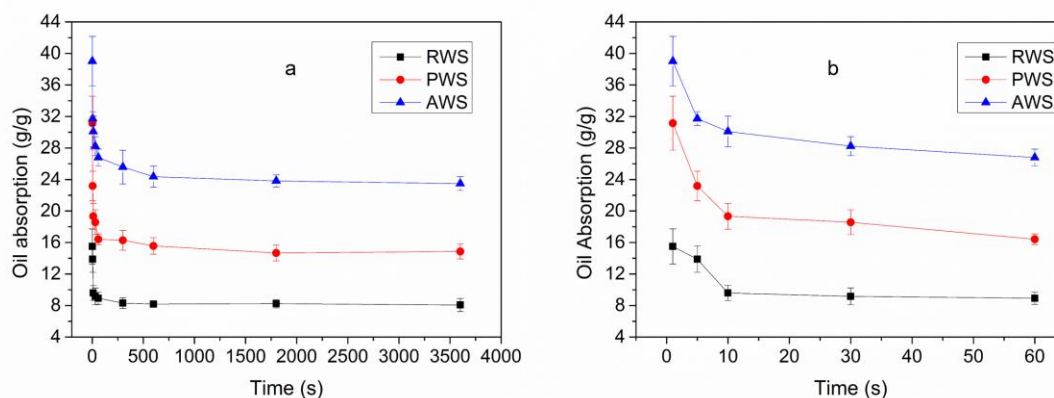 44
40
36
32
28
24
20
16
12
8
4
Oil absorption (g/g)
a
RWS
PWS
AWS
0 500 1000 1500 2000 2500 3000 3500 4000
Time (s)
44
40
36
32
28
24
20
16
12
8
4
Oil Absorption (g/g)
b
RWS
PWS
AWS
0 10 20 30 40 50 60
Time (s)